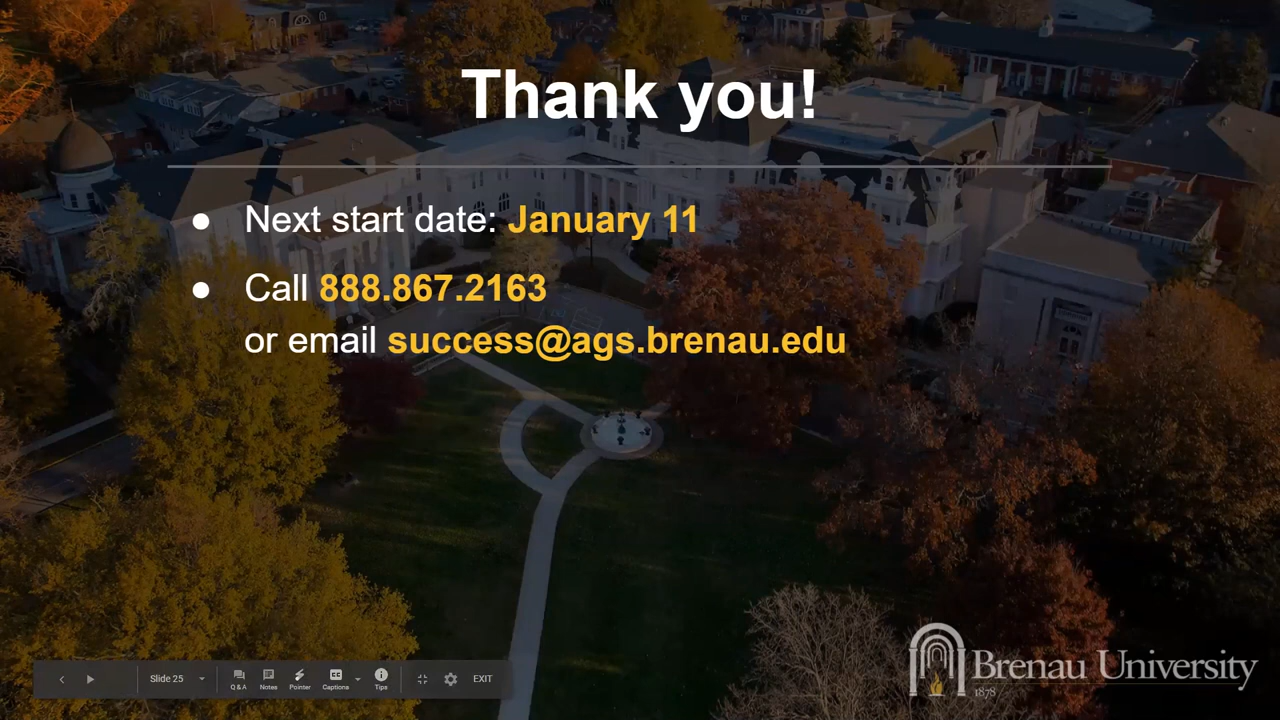 Thank you!
● Next start date: January 11
● Call 888.867.2163
or email success@ags.brenau.edu
Brenau University
1878
Slide 25
Q & A
Notes
Pointer
CC
Captions
Tips
EXIT